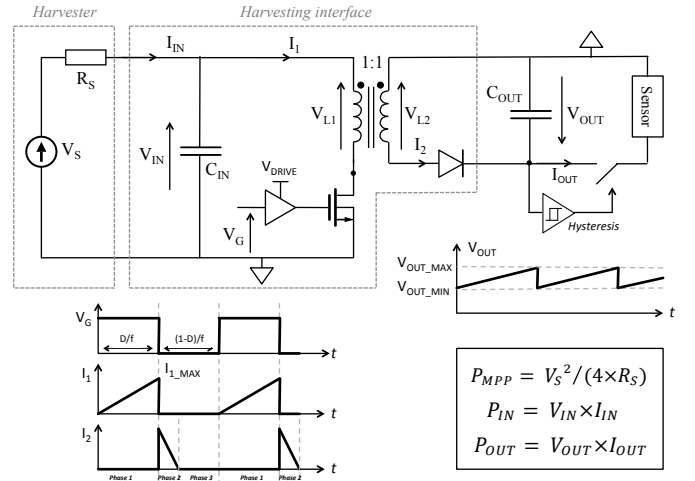 Harvester
Harvesting interface
R_S
I_IN
I_1
1:1
V_S
V_IN
C_IN
V_L1
V_L2
I_2
V_DRIVE
V_G
C_OUT
V_OUT
I_OUT
Sensor
Hysteresis
V_OUT
V_OUT_MAX
V_OUT_MIN
t
V_G
D/f
(1-D)/f
t
I_1
I_1_MAX
t
I_2
t
Phase 1 Phase 2 Phase 3 Phase 1 Phase 2
P_MPP = V_S²/(4×R_S)
P_IN = V_IN×I_IN
P_OUT = V_OUT×I_OUT